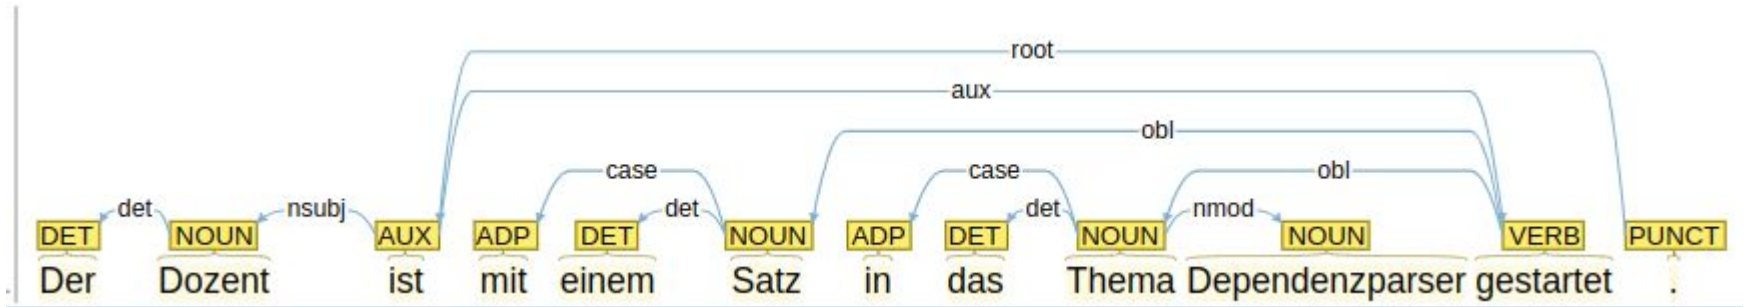 root
aux
obl
case case obl
det nsubj det det nmod
DET NOUN AUX ADP DET NOUN ADP DET NOUN NOUN VERB PUNCT
Der Dozent ist mit einem Satz in das Thema Dependenzparser gestartet .